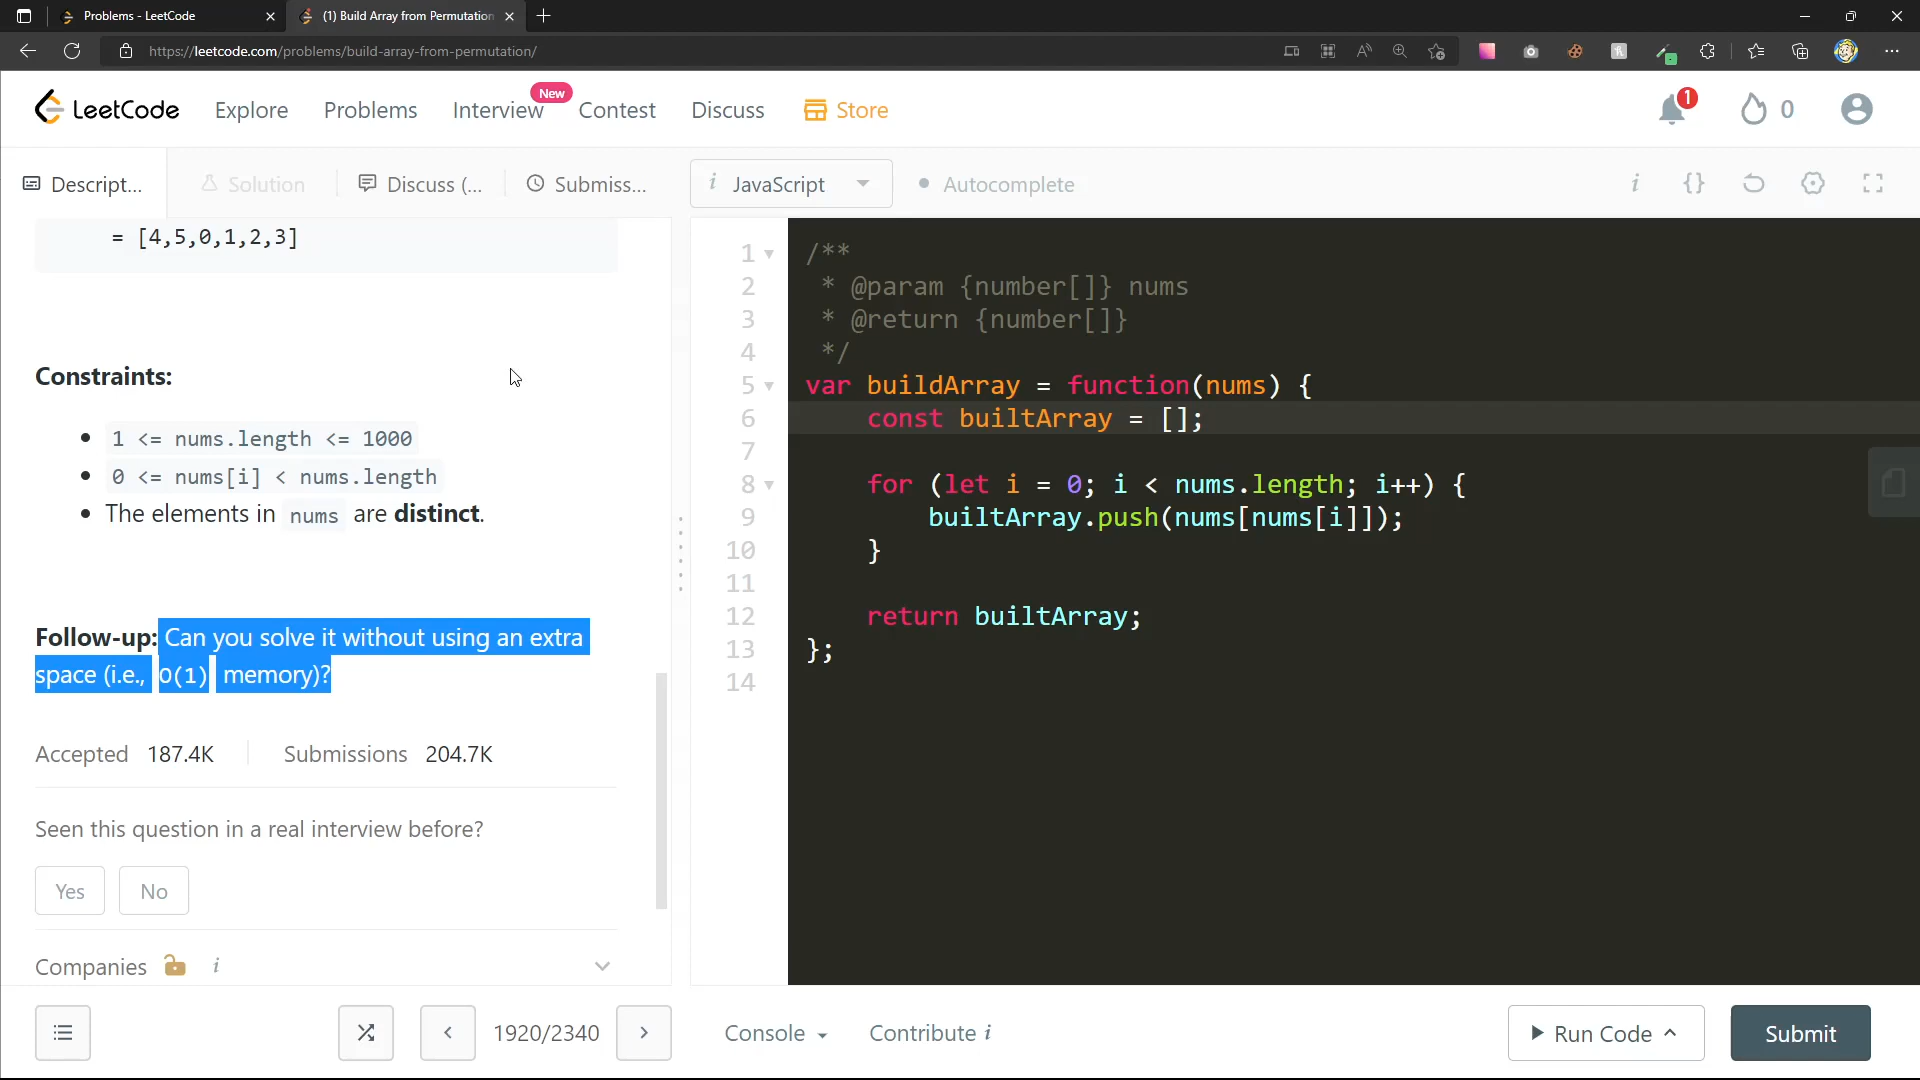 Problems - LeetCode
(1) Build Array from Permutation
https://leetcode.com/problems/build-array-from-permutation/
LeetCode
Explore
Problems
Interview
New
Contest
Discuss
Store
1
0
Descript...
Solution
Discuss (...
Submiss...
i JavaScript
Autocomplete
i {}
= [4,5,0,1,2,3]
Constraints:
1 <= nums.length <= 1000
0 <= nums[i] < nums.length
The elements in nums are distinct.
Follow-up: Can you solve it without using an extra
space (i.e., O(1) memory)?
Accepted 187.4K
Submissions 204.7K
Seen this question in a real interview before?
Yes
No
Companies i
1 /**
2 * @param {number[]} nums
3 * @return {number[]}
4 */
5 var buildArray = function(nums) {
6 const builtArray = [];
7
8 for (let i = 0; i < nums.length; i++) {
9 builtArray.push(nums[nums[i]]);
10 }
11
12 return builtArray;
13 };
14
1920/2340
Console
Contribute i
Run Code
Submit